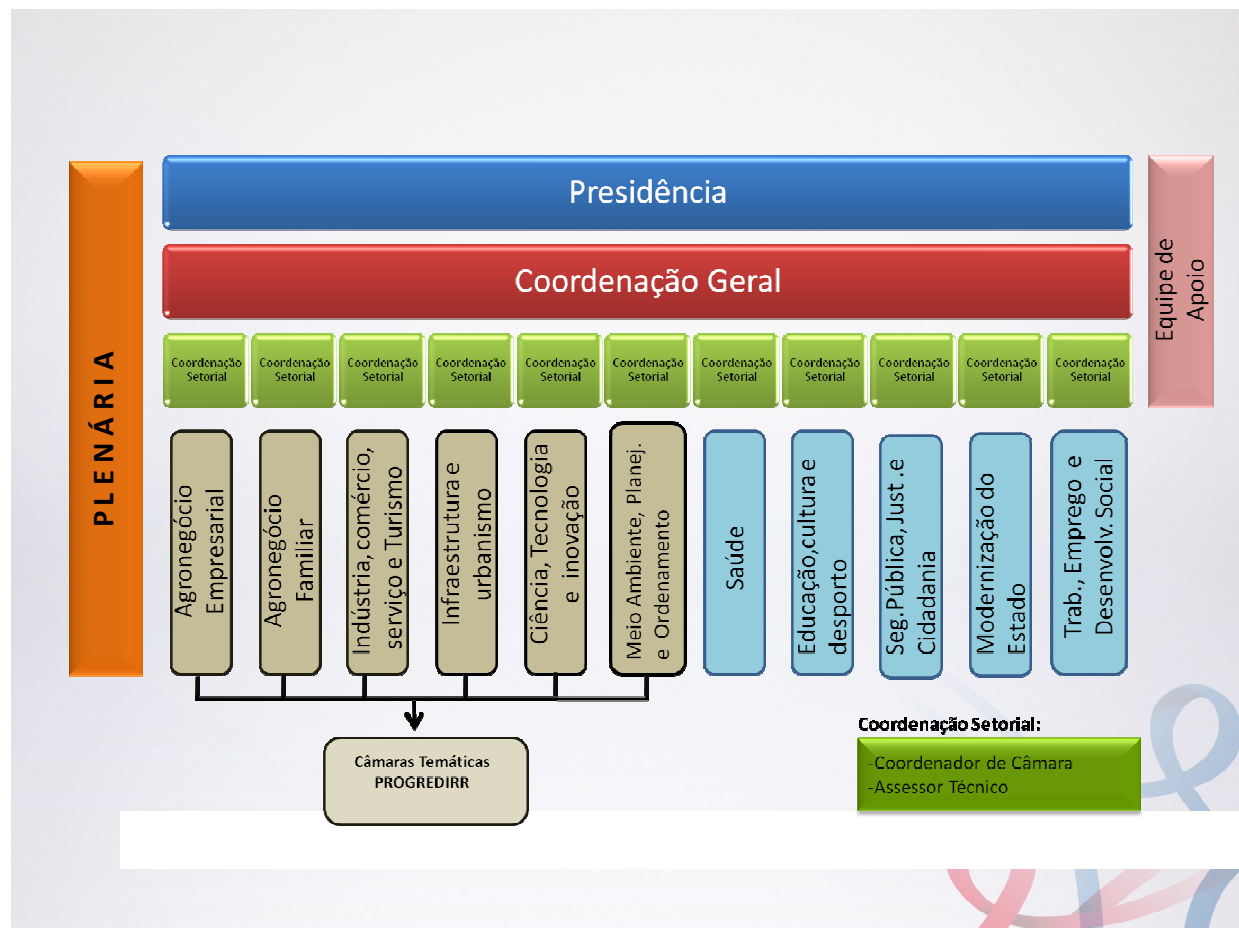 PLENÁRIA
Presidência
Coordenação Geral
Equipe de
Apoio
Coordenação
Setorial
Coordenação
Setorial
Coordenação
Setorial
Coordenação
Setorial
Coordenação
Setorial
Coordenação
Setorial
Coordenação
Setorial
Coordenação
Setorial
Coordenação
Setorial
Coordenação
Setorial
Coordenação
Setorial
Agronegócio
Empresarial
Agronegócio
Familiar
Indústria, comércio,
serviço e Turismo
Infraestrutura e
urbanismo
Ciência, Tecnologia
e inovação
Meio Ambiente, Planej.
e Ordenamento
Saúde
Educação,cultura e
desporto
Seg.Pública, Just .e
Cidadania
Modernização do
Estado
Trab., Emprego e
Desenvolv. Social
Câmaras Temáticas
PROGREDIRR
Coordenação Setorial:
-Coordenador de Câmara
-Assessor Técnico